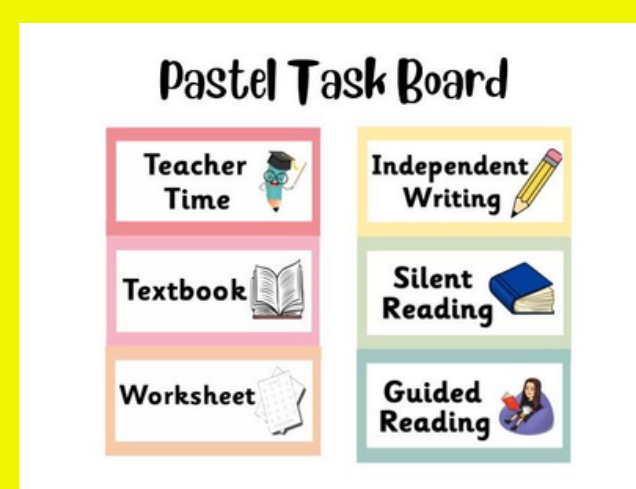 Pastel Task Board
Teacher
Time
Textbook
Worksheet
Independent
Writing
Silent
Reading
Guided
Reading